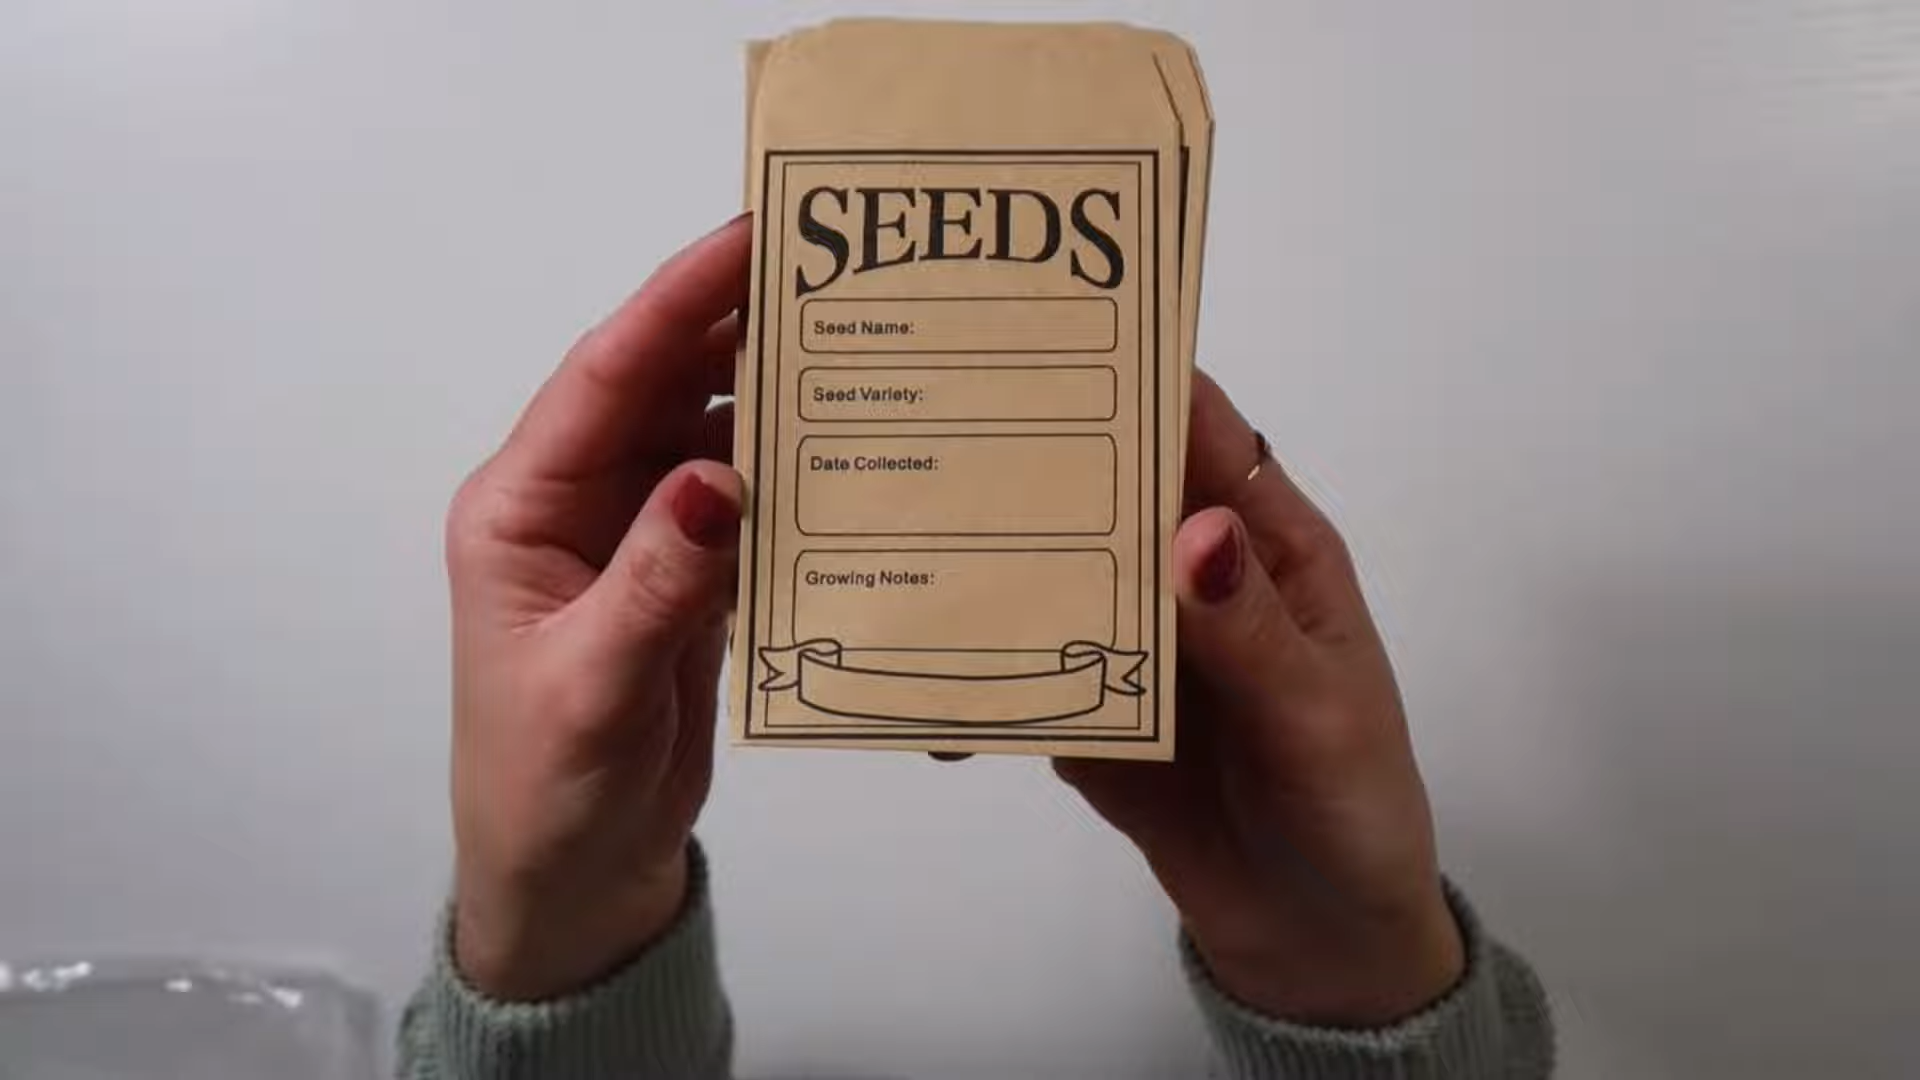 SEEDS
Seed Name:
Seed Variety:
Date Collected:
Growing Notes: